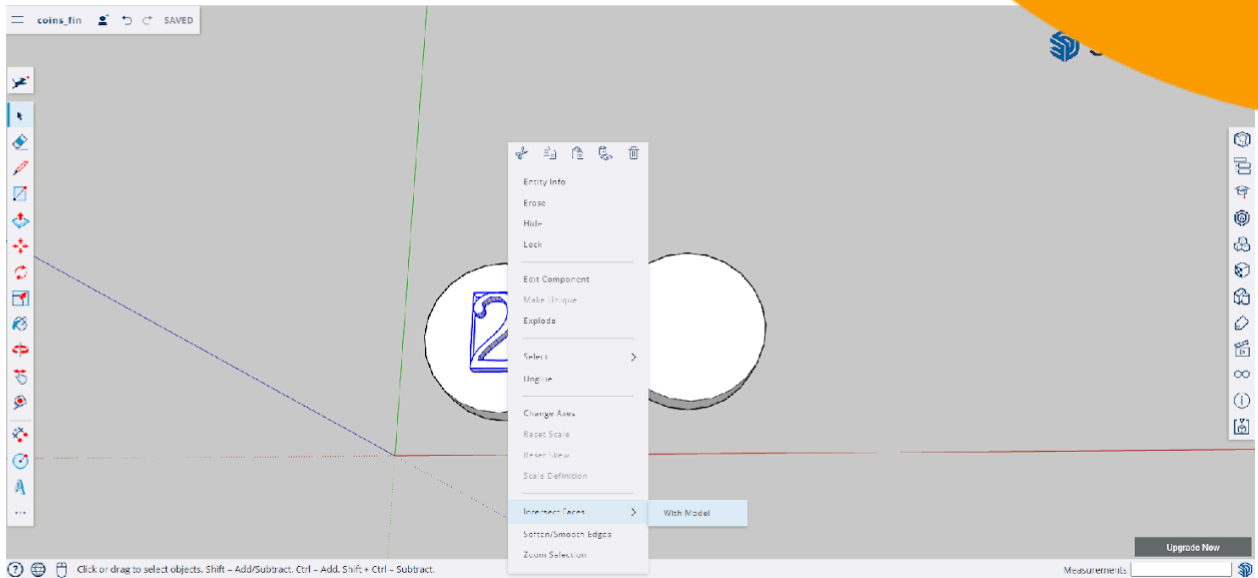 coins_fin
SAVED
Entity Info
Erase
Hide
Lock
Edit Component
Make Unique
Explode
2
Select
Unglue
Change Axes
Reset Scale
Reset Skew
Scale Definition
Intersect Faces
With Model
Soften/Smooth Edges
Zoom Selection
Upgrade Now
Click or drag to select objects. Shift – Add/Subtract. Ctrl – Add. Shift + Ctrl – Subtract.
Measurements